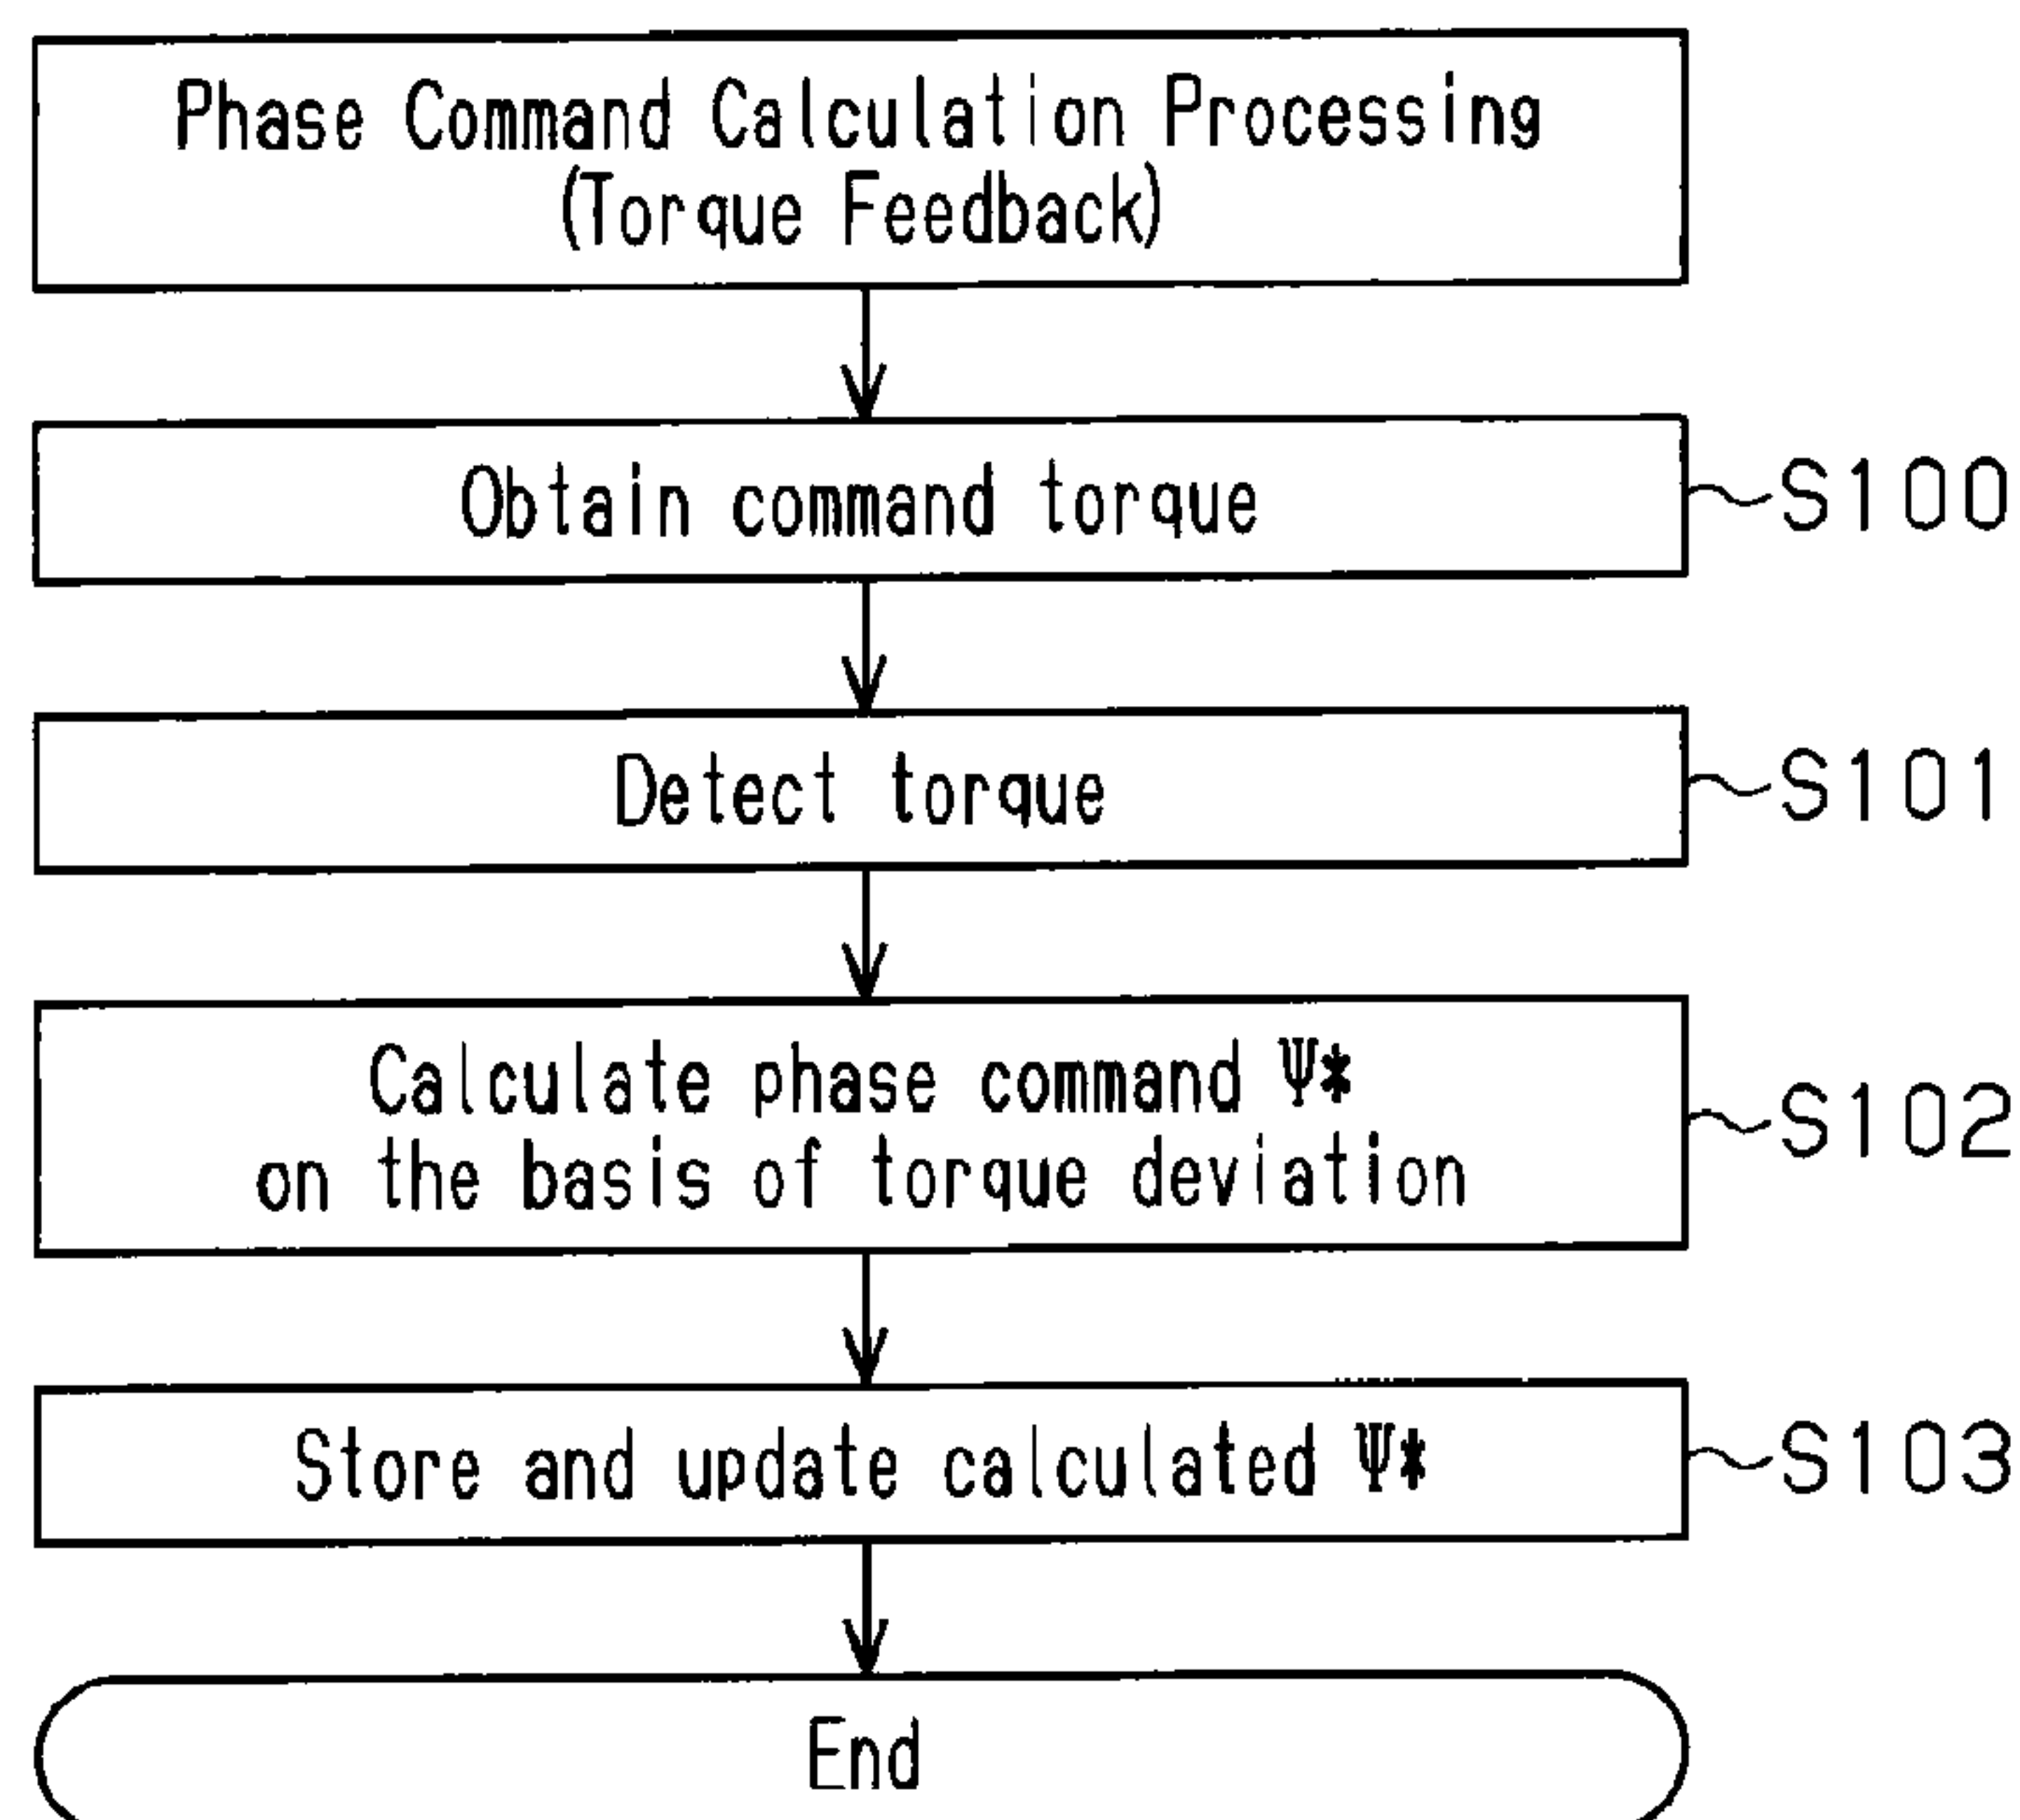 Phase Command Calculation Processing
(Torque Feedback)
Obtain command torque
S100
Detect torque
S101
Calculate phase command Ψ*
on the basis of torque deviation
S102
Store and update calculated Ψ*
S103
End